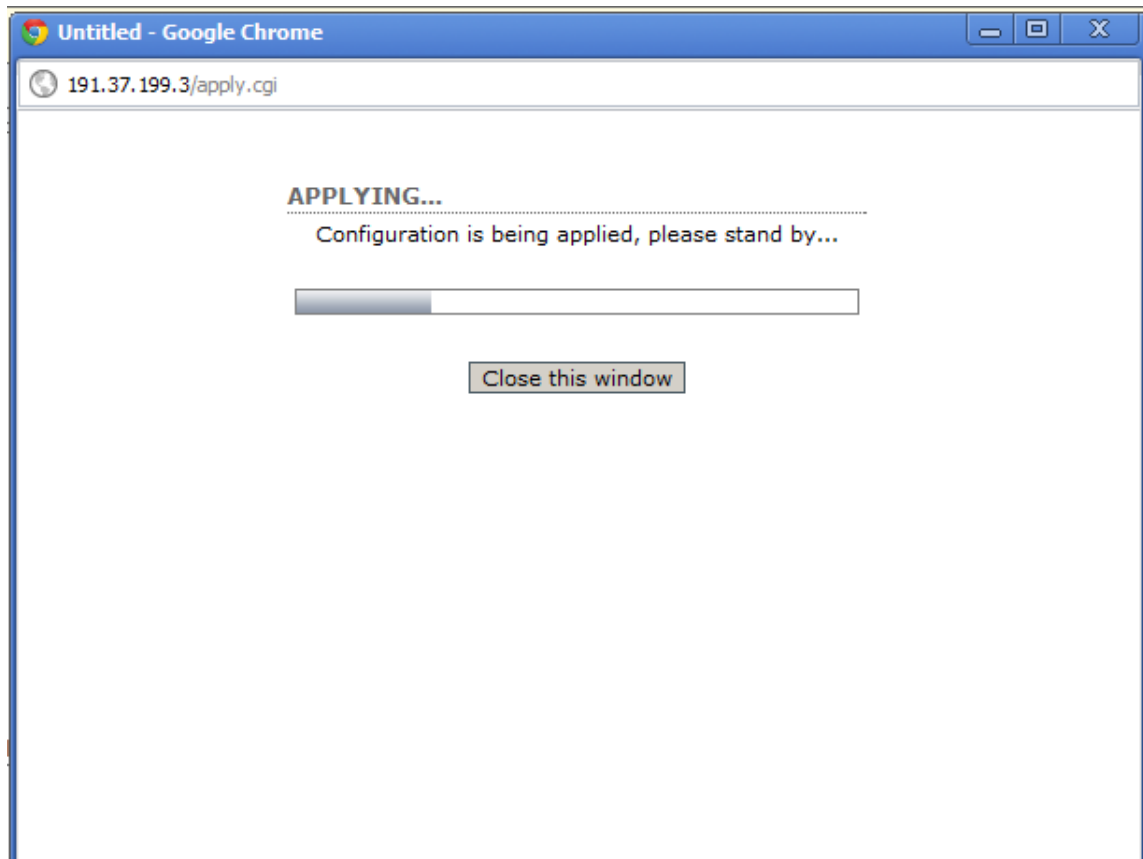 Untitled - Google Chrome
191.37.199.3/apply.cgi
APPLYING...
Configuration is being applied, please stand by...
Close this window